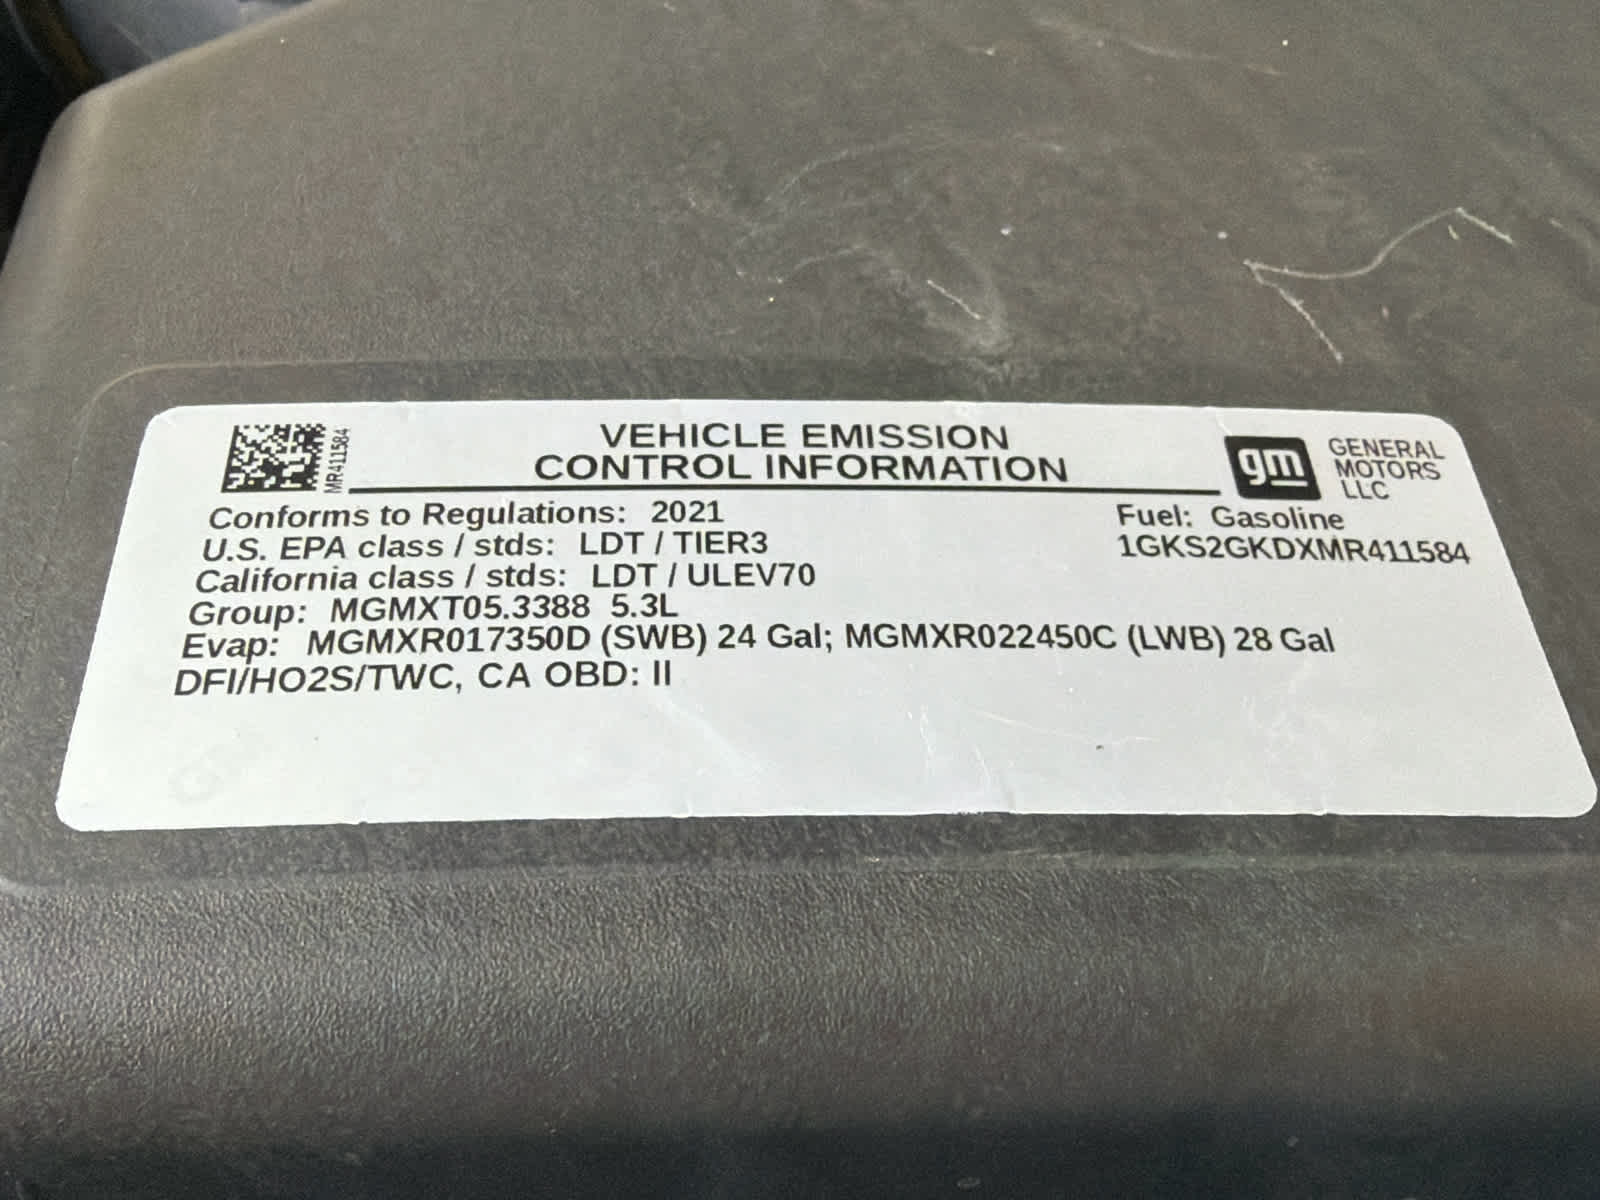 MR411584
VEHICLE EMISSION
CONTROL INFORMATION
gm
GENERAL
MOTORS
LLC
Conforms to Regulations: 2021
U.S. EPA class / stds: LDT / TIER3
California class / stds: LDT / ULEV70
Group: MGMXT05.3388 5.3L
Evap: MGMXR017350D (SWB) 24 Gal; MGMXR022450C (LWB) 28 Gal
DFI/HO2S/TWC, CA OBD: II
Fuel: Gasoline
1GKS2GKDXMR411584